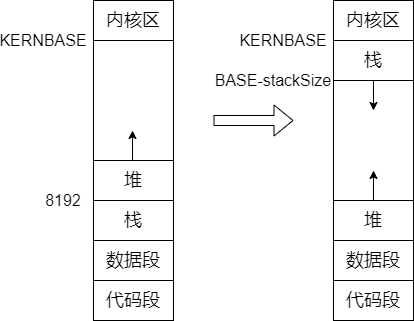 内核区
KERNBASE
堆
8192
栈
数据段
代码段
内核区
KERNBASE
栈
BASE-stackSize
堆
数据段
代码段